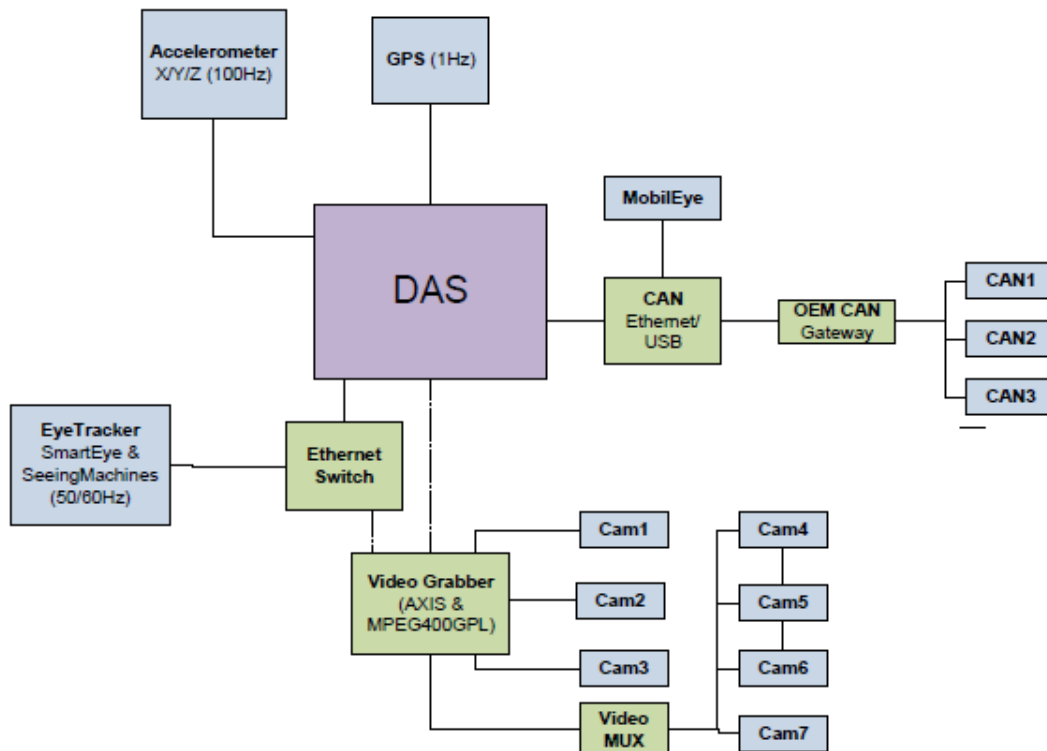 Accelerometer
X/Y/Z (100Hz)
GPS (1Hz)
MobilEye
DAS
CAN
Ethernet/
USB
OEM CAN
Gateway
CAN1
CAN2
CAN3
EyeTracker
SmartEye &
SeeingMachines
(50/60Hz)
Ethernet
Switch
Video Grabber
(AXIS &
MPEG400GPL)
Cam1
Cam2
Cam3
Video
MUX
Cam4
Cam5
Cam6
Cam7